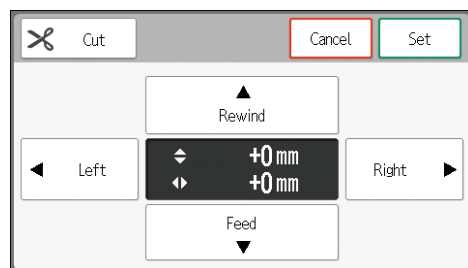 Cut
Cancel
Set
Rewind
Left
+0 mm
+0 mm
Right
Feed